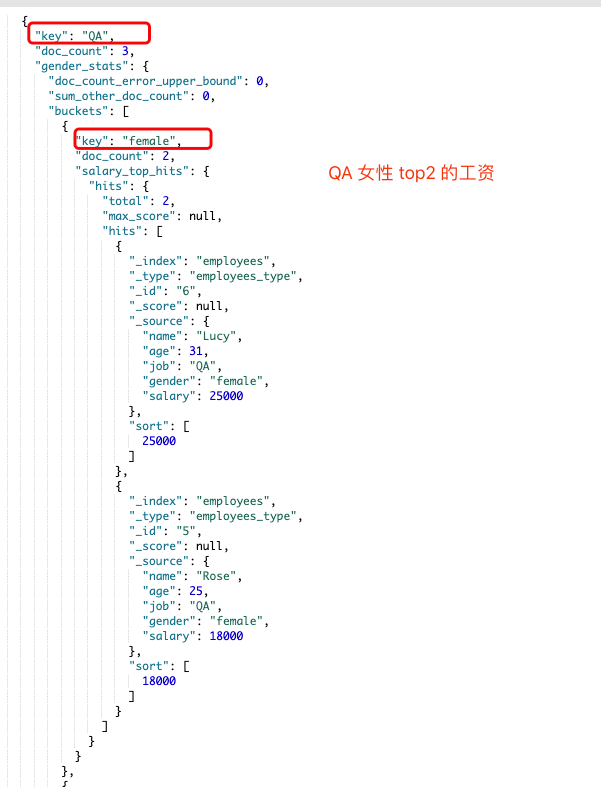 {
"key": "QA",
"doc_count": 3,
"gender_stats": {
"doc_count_error_upper_bound": 0,
"sum_other_doc_count": 0,
"buckets": [
{
"key": "female",
"doc_count": 2,
"salary_top_hits": {
QA 女性 top2 的工资
"hits": {
"total": 2,
"max_score": null,
"hits": [
{
"_index": "employees",
"_type": "employees_type",
"_id": "6",
"_score": null,
"_source": {
"name": "Lucy",
"age": 31,
"job": "QA",
"gender": "female",
"salary": 25000
},
"sort": [
25000
]
},
{
"_index": "employees",
"_type": "employees_type",
"_id": "5",
"_score": null,
"_source": {
"name": "Rose",
"age": 25,
"job": "QA",
"gender": "female",
"salary": 18000
},
"sort": [
18000
]
}
]
}
}
},
{